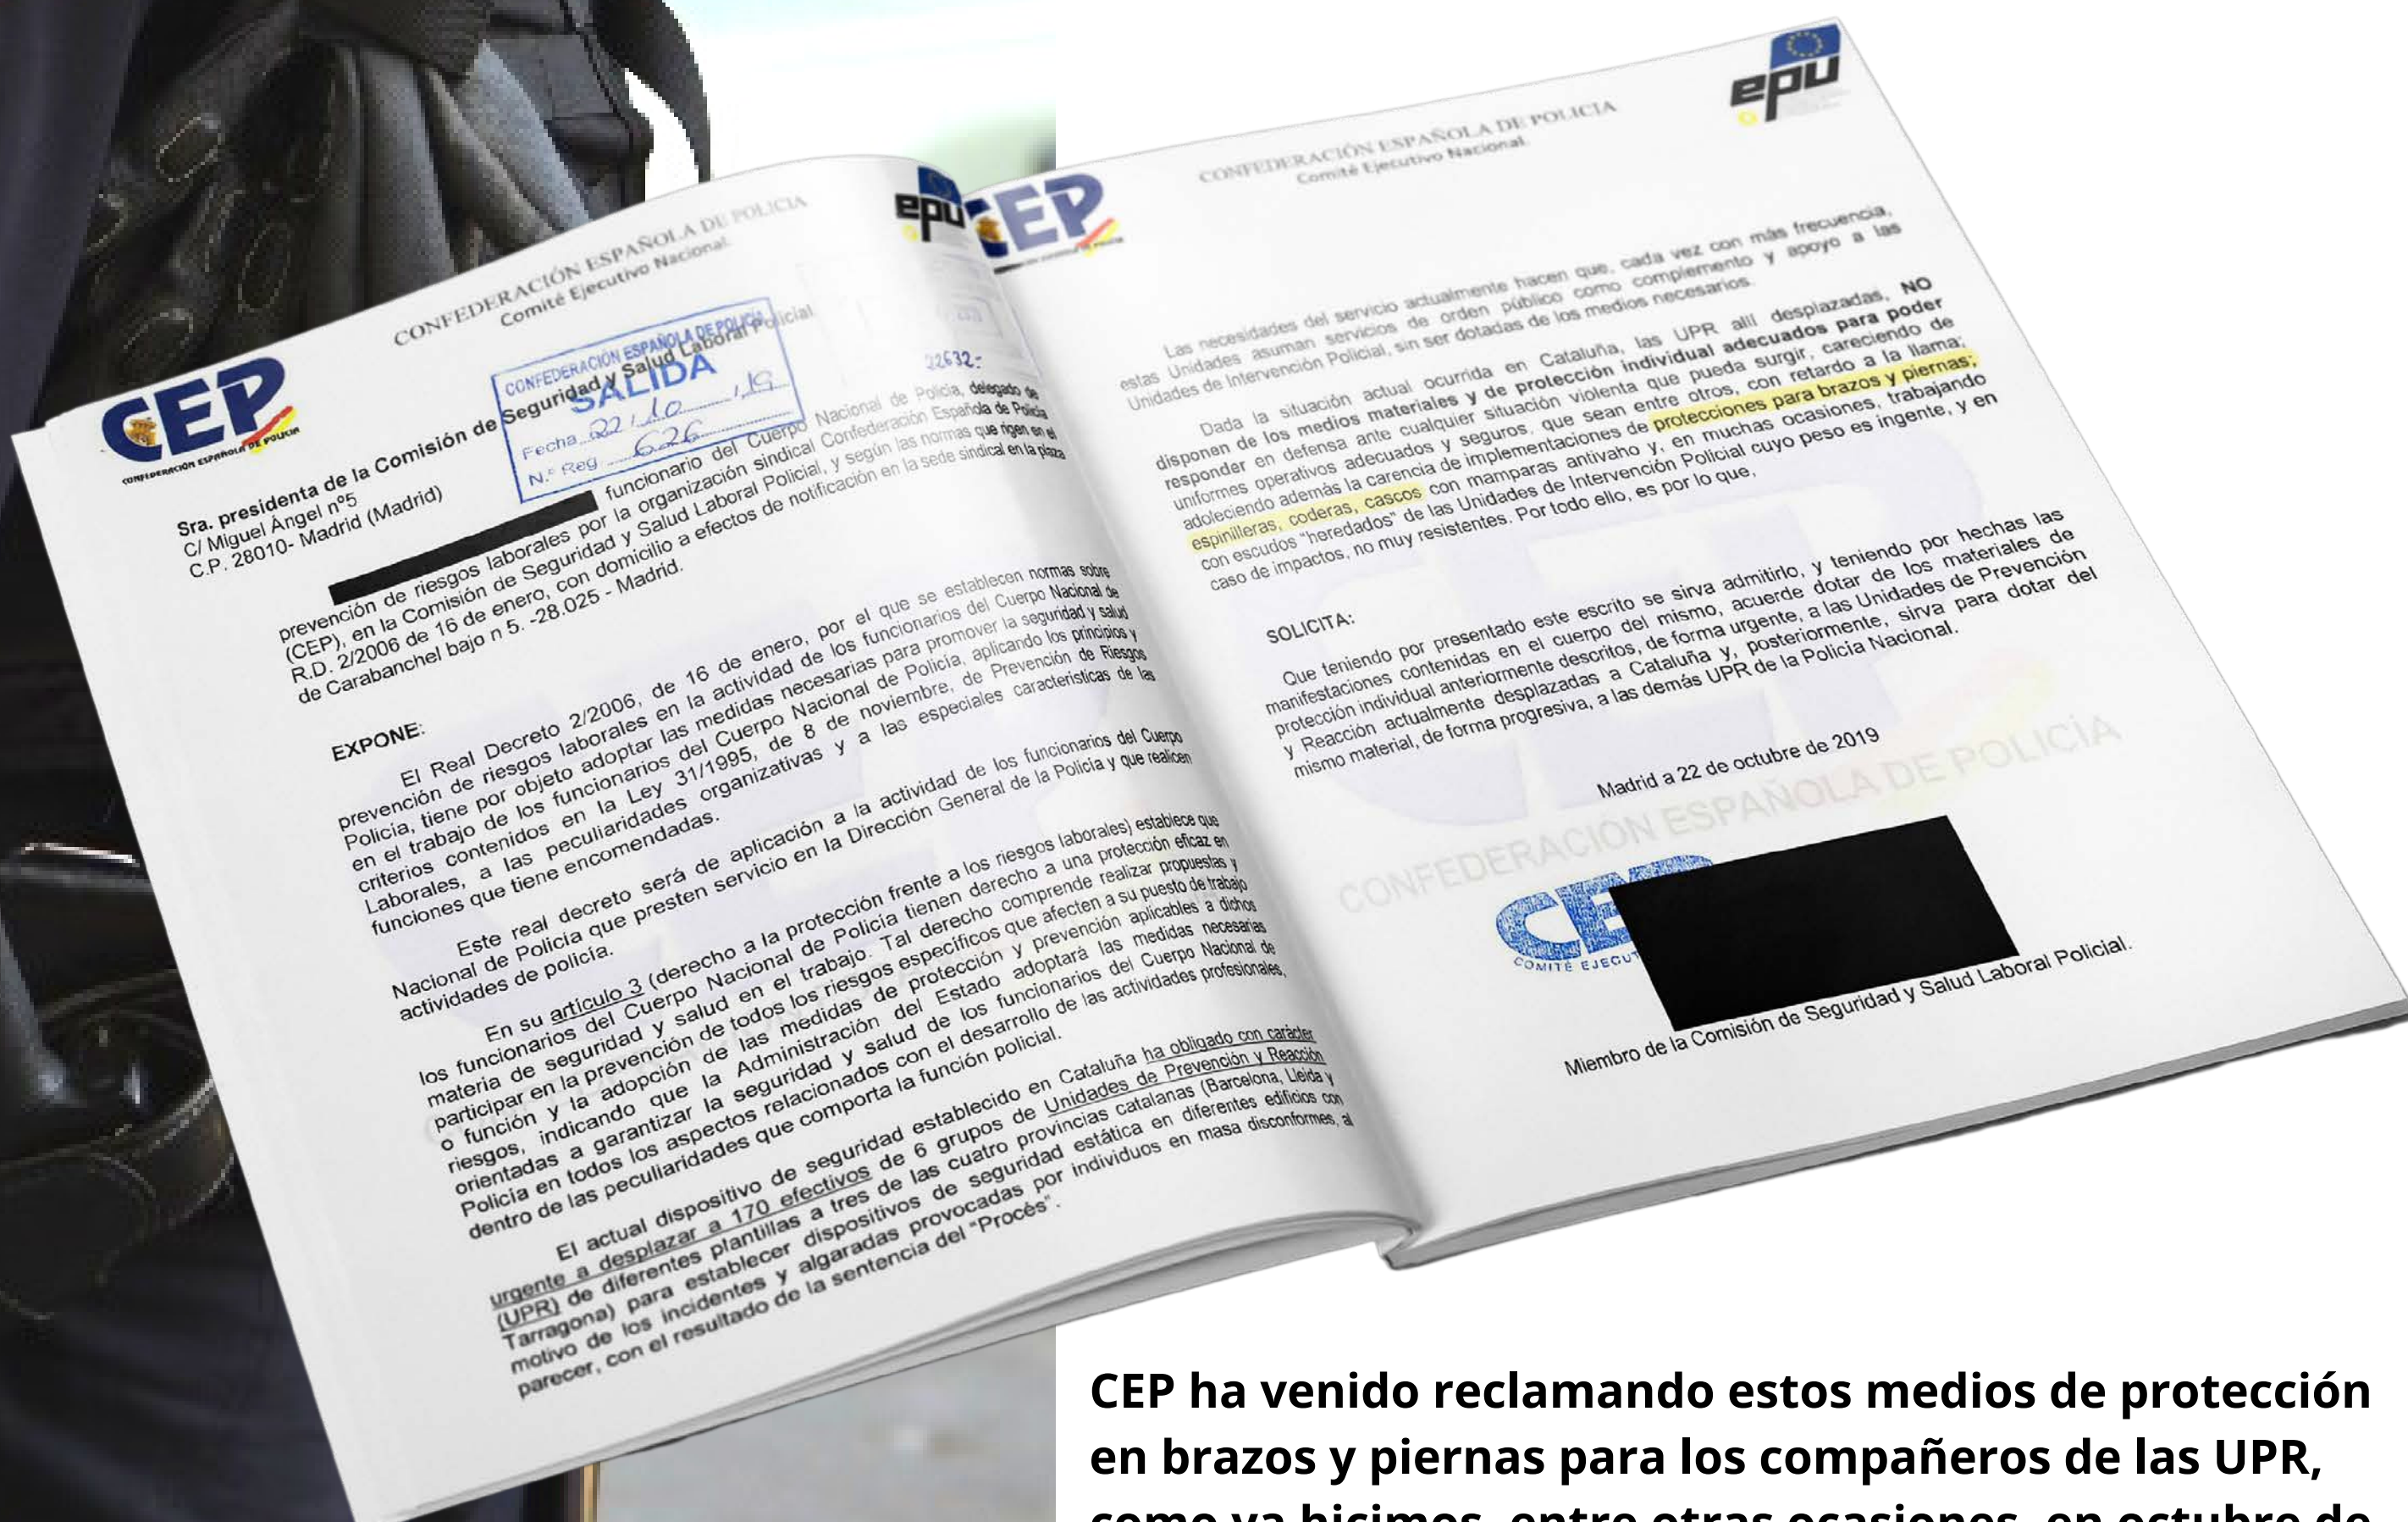 CEP
CONFEDERACIÓN ESPAÑOLA DE POLICIA
CONFEDERACIÓN ESPAÑOLA DE POLICIA
Comité Ejecutivo Nacional.
epu
Sra. presidenta de la Comisión de Seguridad y Salud Laboral Policial
C/ Miguel Ángel nº5
C.P. 28010- Madrid (Madrid)
CONFEDERACIÓN ESPAÑOLA DE POLICÍA
SALIDA
Fecha 22/10/19
N.º Reg 626
22632.-
funcionario del Cuerpo Nacional de Policia, delegado de
prevención de riesgos laborales por la organización sindical Confederación Española de Policía
(CEP), en la Comisión de Seguridad y Salud Laboral Policial, y según las normas que rigen en el
R.D. 2/2006 de 16 de enero, con domicilio a efectos de notificación en la sede sindical en la plaza
de Carabanchel bajo n 5. -28.025 - Madrid.
EXPONE:
El Real Decreto 2/2006, de 16 de enero, por el que se establecen normas sobre
prevención de riesgos laborales en la actividad de los funcionarios del Cuerpo Nacional de
Policia, tiene por objeto adoptar las medidas necesarias para promover la seguridad y salud
en el trabajo de los funcionarios del Cuerpo Nacional de Policía, aplicando los principios y
criterios contenidos en la Ley 31/1995, de 8 de noviembre, de Prevención de Riesgos
Laborales, a las peculiaridades organizativas y a las especiales características de las
funciones que tiene encomendadas.
Este real decreto será de aplicación a la actividad de los funcionarios del Cuerpo
Nacional de Policia que presten servicio en la Dirección General de la Policía y que realicen
actividades de policía.
En su artículo 3 (derecho a la protección frente a los riesgos laborales) establece que
los funcionarios del Cuerpo Nacional de Policia tienen derecho a una protección eficaz en
materia de seguridad y salud en el trabajo. Tal derecho comprende realizar propuestas y
participar en la prevención de todos los riesgos específicos que afecten a su puesto de trabajo
o función y la adopción de las medidas de protección y prevención aplicables a dichos
riesgos, indicando que la Administración del Estado adoptará las medidas necesarias
orientadas a garantizar la seguridad y salud de los funcionarios del Cuerpo Nacional de
Policía en todos los aspectos relacionados con el desarrollo de las actividades profesionales,
dentro de las peculiaridades que comporta la función policial.
El actual dispositivo de seguridad establecido en Cataluña ha obligado con carácter
urgente a desplazar a 170 efectivos de 6 grupos de Unidades de Prevención y Reacción
(UPR) de diferentes plantillas a tres de las cuatro provincias catalanas (Barcelona, Lleida y
Tarragona) para establecer dispositivos de seguridad estática en diferentes edificios con
motivo de los incidentes y algaradas provocadas por individuos en masa disconformes, al
parecer, con el resultado de la sentencia del "Procés".
CEP
CONFEDERACIÓN ESPAÑOLA DE POLICIA
Comité Ejecutivo Nacional.
epu
Las necesidades del servicio actualmente hacen que, cada vez con más frecuencia,
estas Unidades asuman servicios de orden público como complemento y apoyo a las
Unidades de Intervención Policial, sin ser dotadas de los medios necesarios.
Dada la situación actual ocurrida en Cataluña, las UPR allí desplazadas, NO
disponen de los medios materiales y de protección individual adecuados para poder
responder en defensa ante cualquier situación violenta que pueda surgir, careciendo de
uniformes operativos adecuados y seguros, que sean entre otros, con retardo a la llama;
adoleciendo además la carencia de implementaciones de protecciones para brazos y piernas;
espinilleras, coderas, cascos con mamparas antivaho y, en muchas ocasiones, trabajando
con escudos "heredados" de las Unidades de Intervención Policial cuyo peso es ingente, y en
caso de impactos, no muy resistentes. Por todo ello, es por lo que,
SOLICITA:
Que teniendo por presentado este escrito se sirva admitirlo, y teniendo por hechas las
manifestaciones contenidas en el cuerpo del mismo, acuerde dotar de los materiales de
protección individual anteriormente descritos, de forma urgente, a las Unidades de Prevención
y Reacción actualmente desplazadas a Cataluña y, posteriormente, sirva para dotar del
mismo material, de forma progresiva, a las demás UPR de la Policía Nacional.
Madrid a 22 de octubre de 2019
CONFEDERACIÓN ESPAÑOLA DE POLICÍA
Miembro de la Comisión de Seguridad y Salud Laboral Policial.
CEP ha venido reclamando estos medios de protección
en brazos y piernas para los compañeros de las UPR,
como ya hicimos, entre otras ocasiones, en octubre de